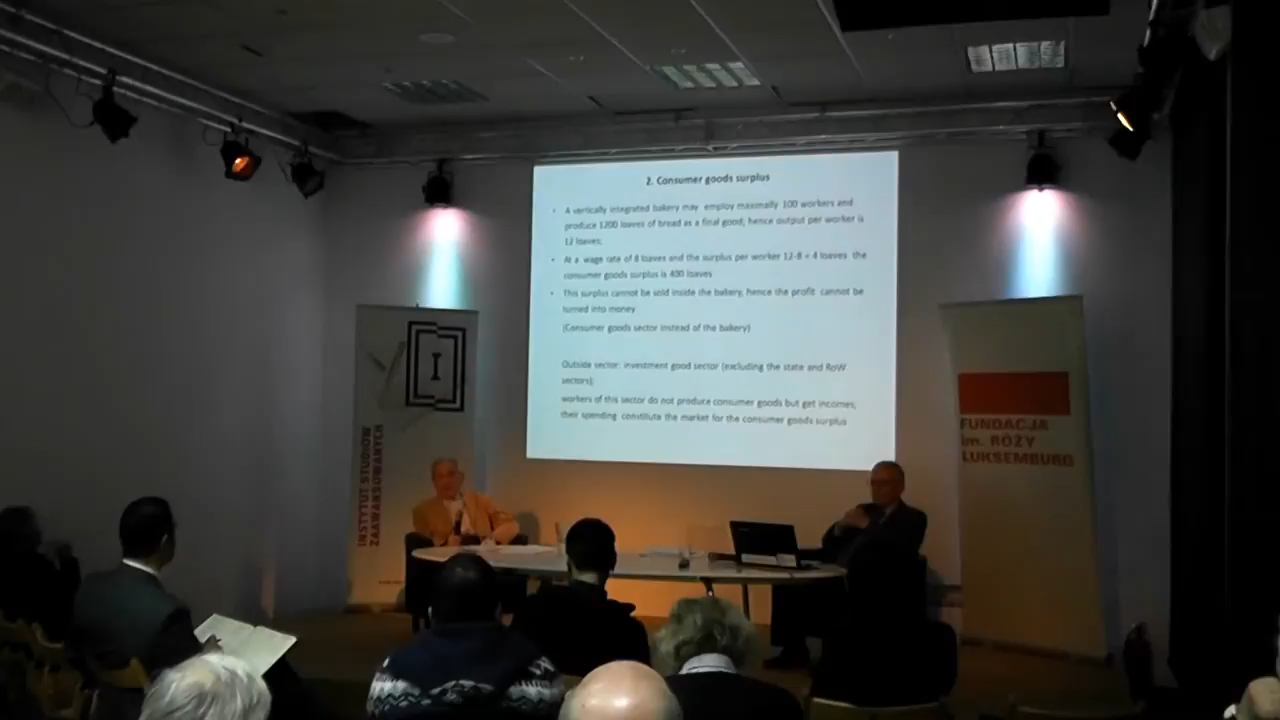 2. Consumer goods surplus
• A vertically integrated bakery may employ maximally 100 workers and
produce 1200 loaves of bread as a final good; hence output per worker is
12 loaves;
• At a wage rate of 8 loaves and the surplus per worker 12-8 = 4 loaves the
consumer goods surplus is 400 loaves
• This surplus cannot be sold inside the bakery, hence the profit cannot be
turned into money
(Consumer goods sector instead of the bakery)
Outside sector: investment good sector (excluding the state and RoW
sectors);
workers of this sector do not produce consumer goods but get incomes,
their spending constitute the market for the consumer goods surplus
I
INSTYTUT STUDIÓW
ZAAWANSOWANYCH
FUNDACJA
im. RÓŻY
LUKSEMBURG